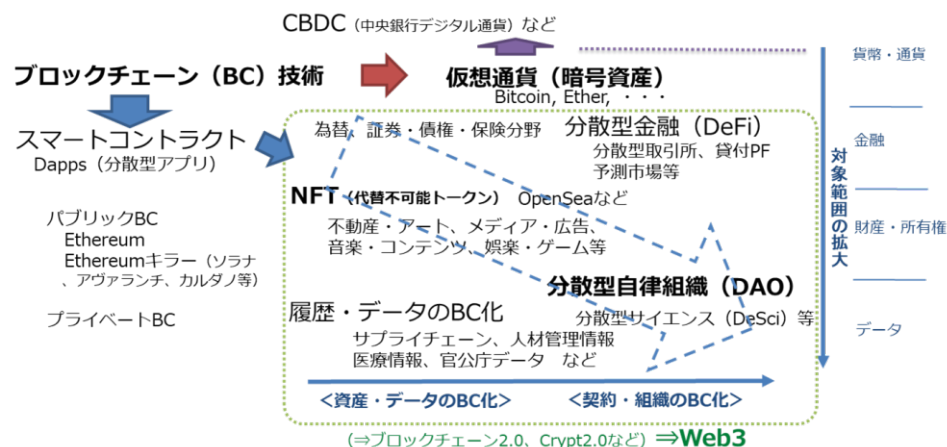 CBDC（中央銀行デジタル通貨）など
ブロックチェーン（BC）技術
仮想通貨（暗号資産）
Bitcoin, Ether, ・・・
貨幣・通貨
スマートコントラクト
Dapps（分散型アプリ）
為替、証券・債権・保険分野
分散型金融（DeFi）
分散型取引所、貸付PF
予測市場等
金融
対象範囲の拡大
NFT（代替不可能トークン） OpenSeaなど
不動産・アート、メディア・広告、
音楽・コンテンツ、娯楽・ゲーム等
財産・所有権
パブリックBC
Ethereum
Ethereumキラー（ソラナ
、アヴァランチ、カルダノ等）
プライベートBC
分散型自律組織（DAO）
分散型サイエンス（DeSci）等
履歴・データのBC化
サプライチェーン、人材管理情報
医療情報、官公庁データ など
データ
＜資産・データのBC化＞
＜契約・組織のBC化＞
（⇒ブロックチェーン2.0、Crypt2.0など）⇒Web3